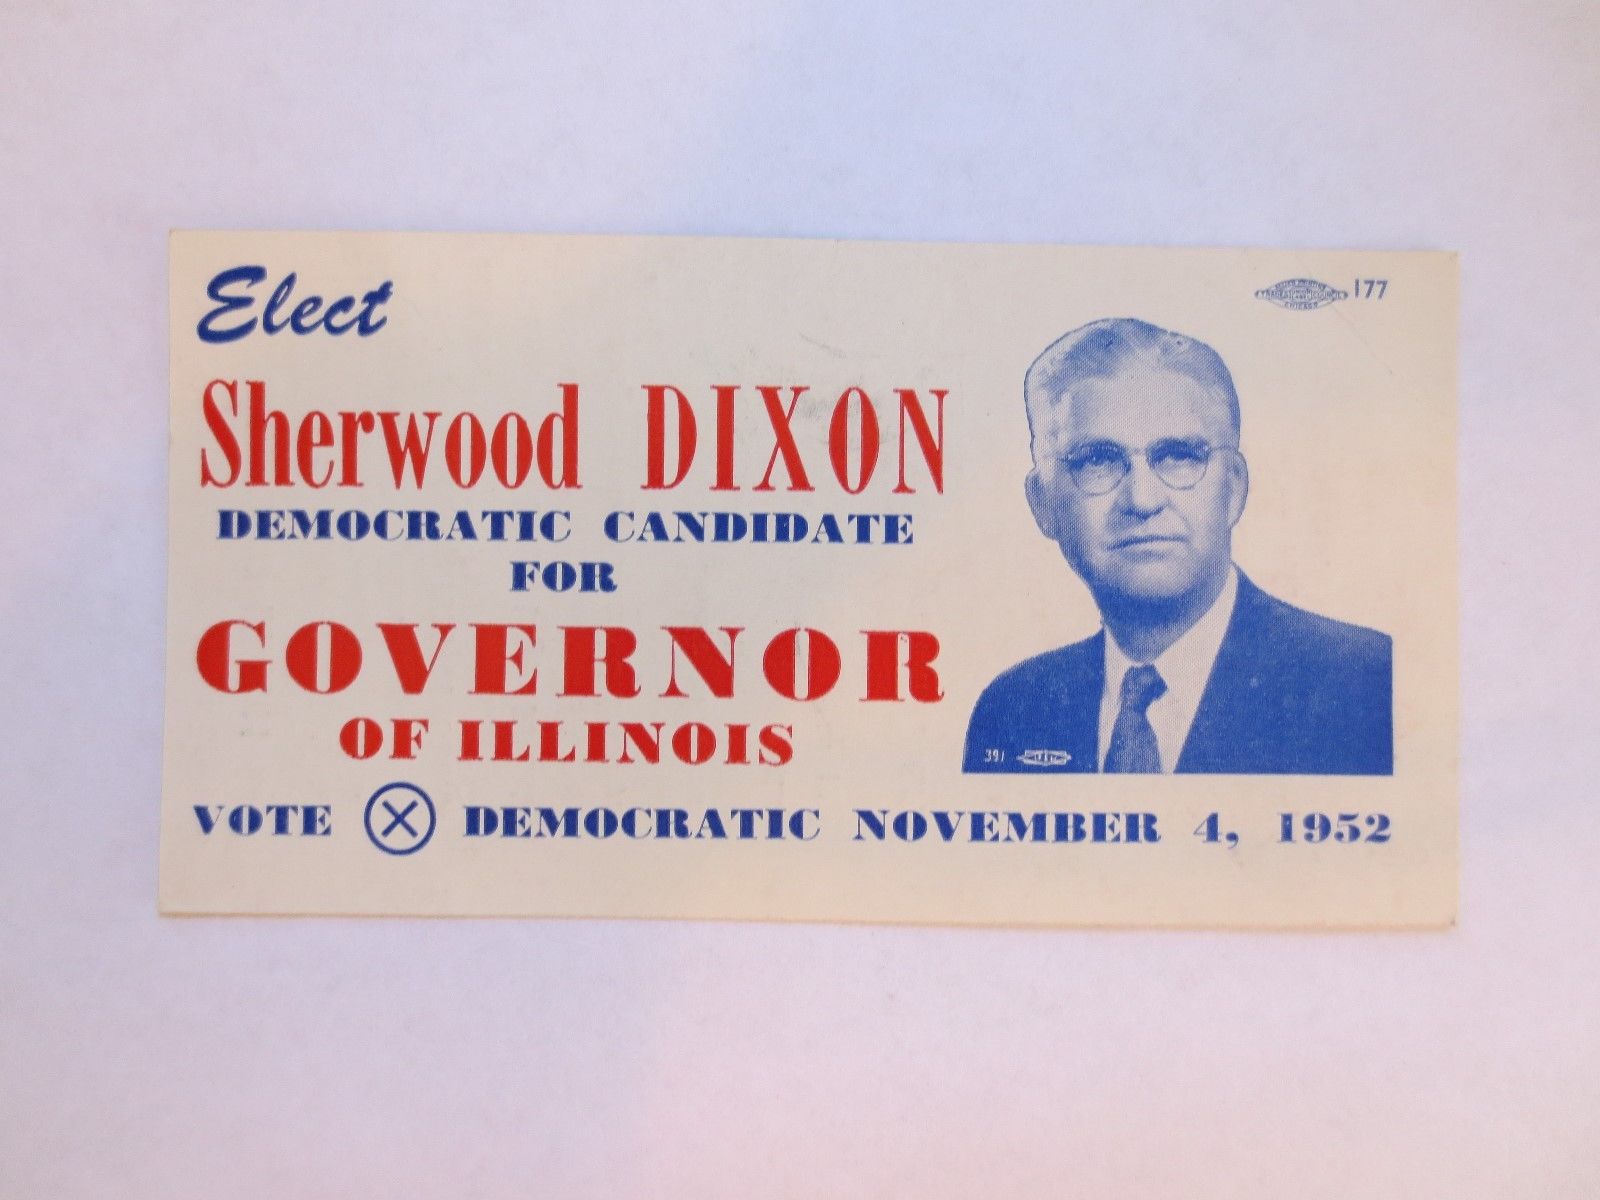 Elect
177
Sherwood DIXON
DEMOCRATIC CANDIDATE
FOR
GOVERNOR
OF ILLINOIS
391
VOTE X DEMOCRATIC NOVEMBER 4, 1952